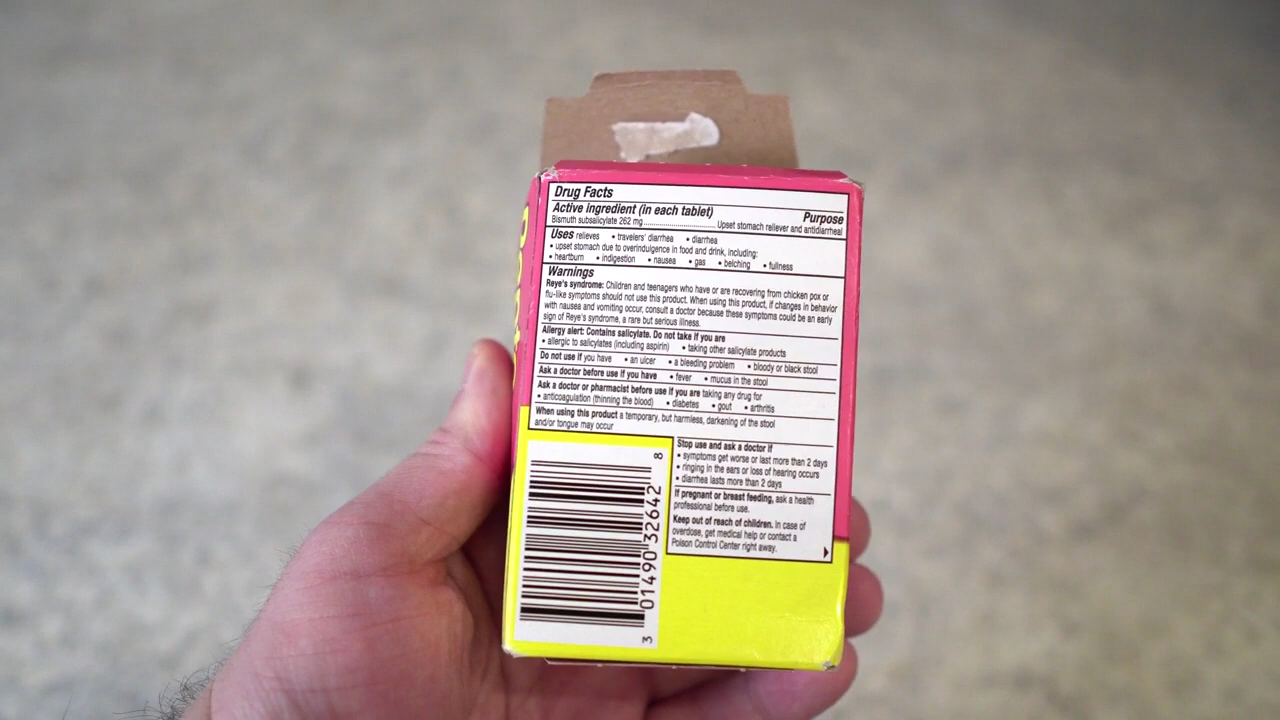 Drug Facts
Active ingredient (in each tablet) Purpose
Bismuth subsalicylate 262 mg........................ Upset stomach reliever and antidiarrheal
Uses relieves • travelers' diarrhea • diarrhea
• upset stomach due to overindulgence in food and drink, including:
• heartburn • indigestion • nausea • gas • belching • fullness
Warnings
Reye's syndrome: Children and teenagers who have or are recovering from chicken pox or
flu-like symptoms should not use this product. When using this product, if changes in behavior
with nausea and vomiting occur, consult a doctor because these symptoms could be an early
sign of Reye's syndrome, a rare but serious illness.
Allergy alert: Contains salicylate. Do not take if you are
• allergic to salicylates (including aspirin) • taking other salicylate products
Do not use if you have • an ulcer • a bleeding problem • bloody or black stool
Ask a doctor before use if you have • fever • mucus in the stool
Ask a doctor or pharmacist before use if you are taking any drug for
• anticoagulation (thinning the blood) • diabetes • gout • arthritis
When using this product a temporary, but harmless, darkening of the stool
and/or tongue may occur
Stop use and ask a doctor if
• symptoms get worse or last more than 2 days
• ringing in the ears or loss of hearing occurs
• diarrhea lasts more than 2 days
If pregnant or breast feeding, ask a health
professional before use.
Keep out of reach of children. In case of
overdose, get medical help or contact a
Poison Control Center right away.
3 01490 32642 8